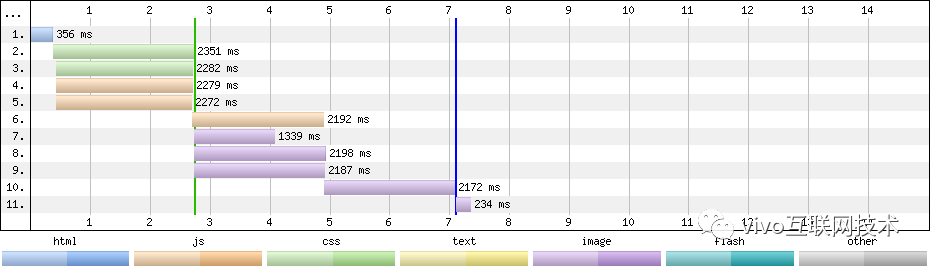 ... 1 2 3 4 5 6 7 8 9 10 11 12 13 14
1. 356 ms
2. 2351 ms
3. 2282 ms
4. 2279 ms
5. 2272 ms
6. 2192 ms
7. 1339 ms
8. 2198 ms
9. 2187 ms
10. 2172 ms
11. 234 ms
1 2 3 4 5 6 7 8 9 10 11 12 13 14
vivo互联网技术
html js css text image flash other